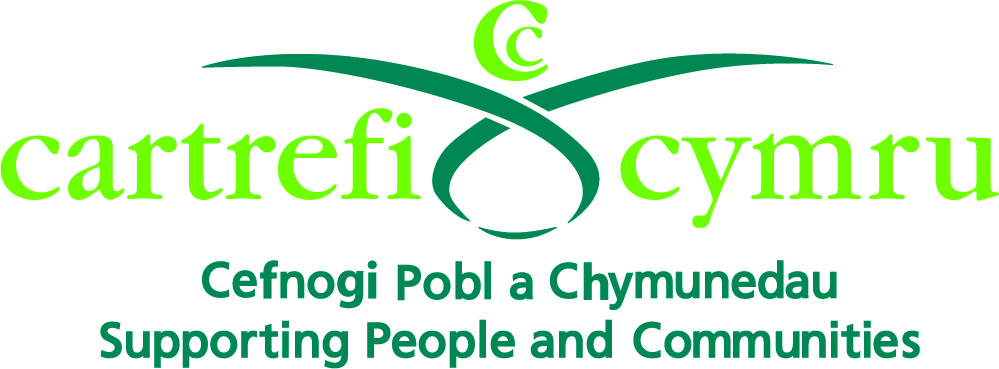 Cc
cartrefi cymru
Cefnogi Pobl a Chymunedau
Supporting People and Communities